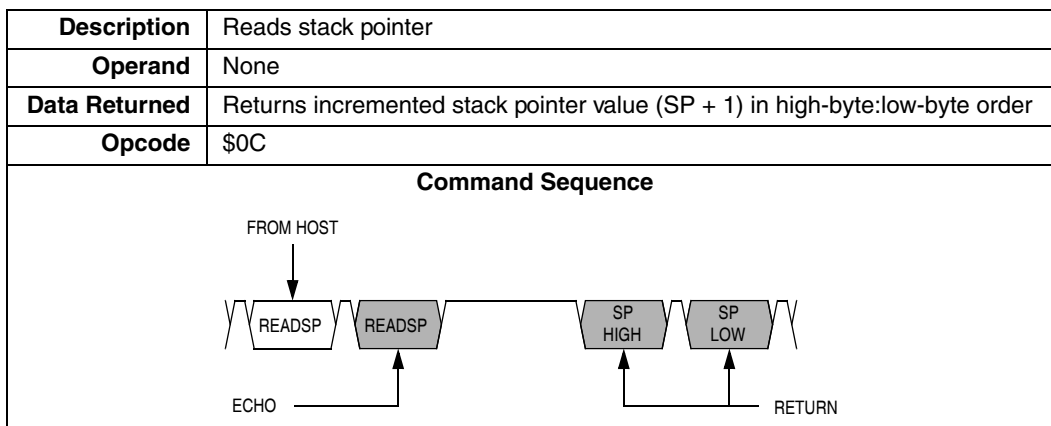 Description Reads stack pointer
Operand None
Data Returned Returns incremented stack pointer value (SP + 1) in high-byte:low-byte order
Opcode $0C
Command Sequence
FROM HOST
READSP READSP SP HIGH SP LOW
ECHO RETURN